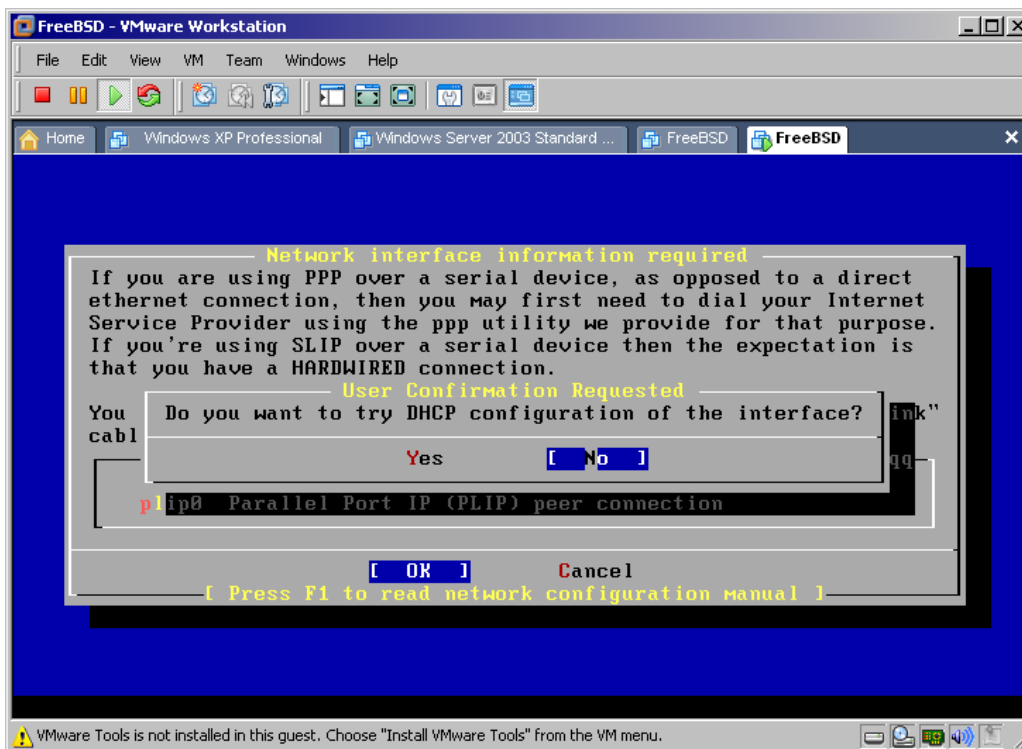 FreeBSD - VMware Workstation
File Edit View VM Team Windows Help
Home Windows XP Professional Windows Server 2003 Standard ... FreeBSD FreeBSD
Network interface information required
If you are using PPP over a serial device, as opposed to a direct
ethernet connection, then you may first need to dial your Internet
Service Provider using the ppp utility we provide for that purpose.
If you're using SLIP over a serial device then the expectation is
that you have a HARDWIRED connection.
User Confirmation Requested
You Do you want to try DHCP configuration of the interface? ink"
cabl
Yes [ No ] qq
plip0 Parallel Port IP (PLIP) peer connection
[ OK ] Cancel
[ Press F1 to read network configuration manual ]
VMware Tools is not installed in this guest. Choose "Install VMware Tools" from the VM menu.